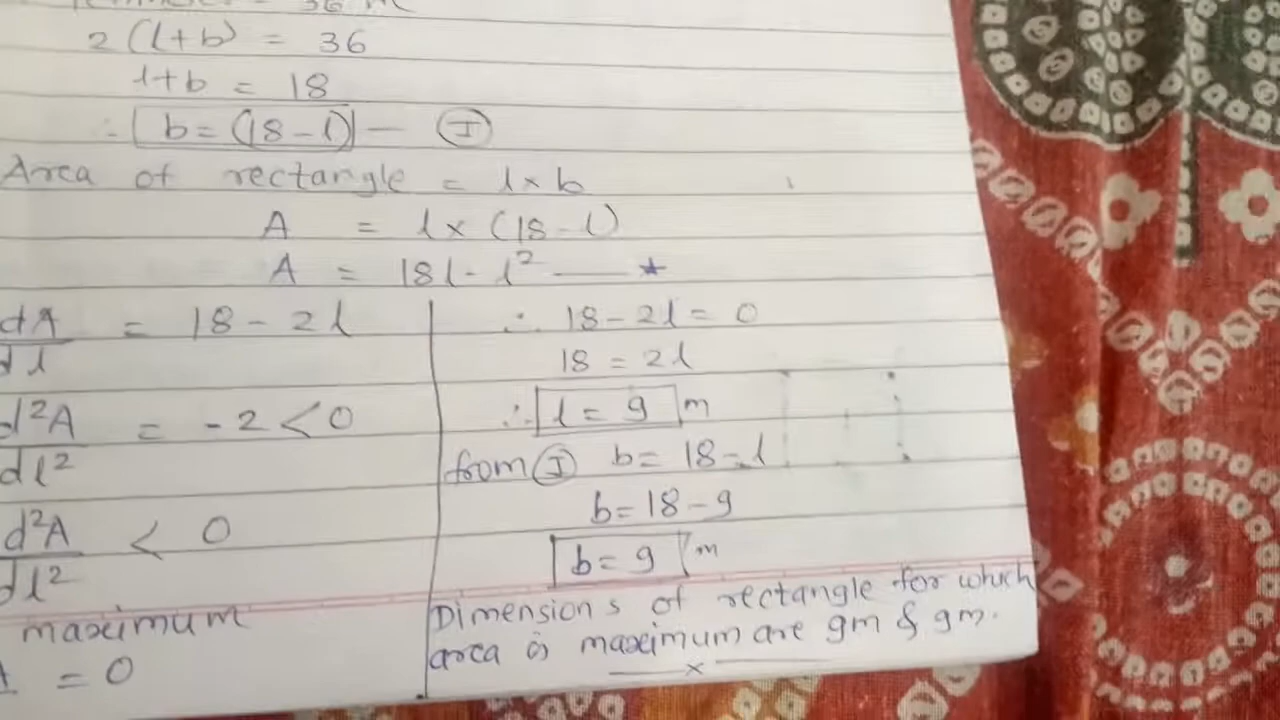 = 36 m
2 (l+b) = 36
l+b = 18
∴ b = (18 - l) — (I)
Area of rectangle = l × b
A = l × (18 - l)
A = 18l - l² — ★
dA/dl = 18 - 2l
d²A/dl² = -2 < 0
d²A/dl² < 0
maximum
= 0
∴ 18 - 2l = 0
18 = 2l
∴ l = 9 m
from (I) b = 18 - l
b = 18 - 9
b = 9 m
Dimensions of rectangle for which
area is maximum are 9m & 9m.
—x—